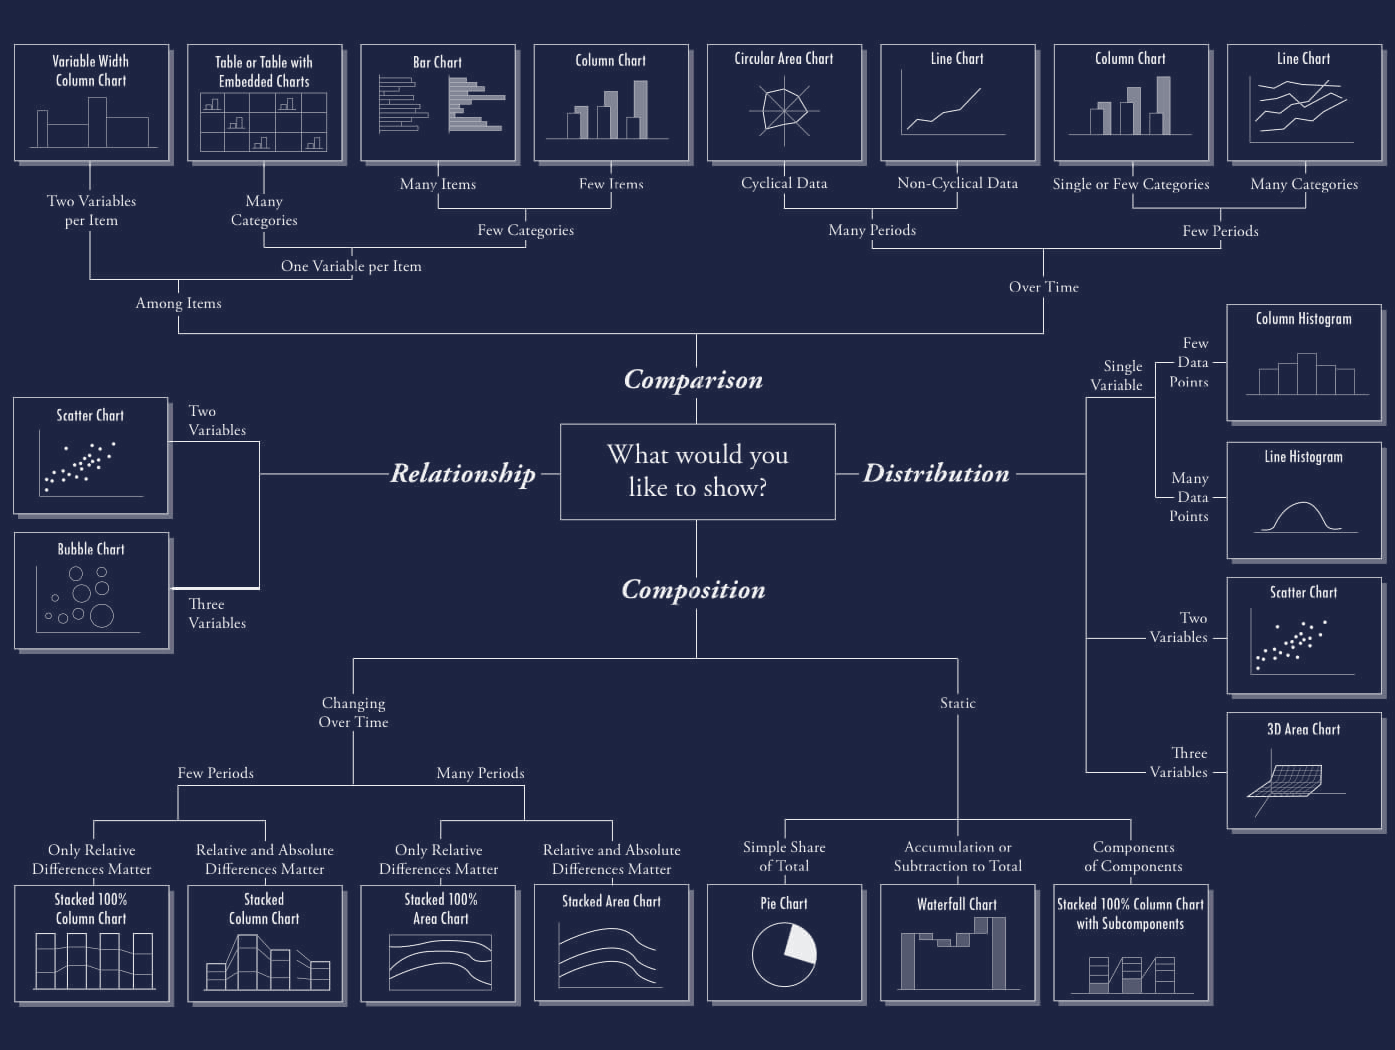 Variable Width
Column Chart
Table or Table with
Embedded Charts
Bar Chart
Column Chart
Circular Area Chart
Line Chart
Column Chart
Line Chart
Two Variables
per Item
Many
Categories
Many Items
Few Items
Cyclical Data
Non-Cyclical Data
Single or Few Categories
Many Categories
Few Categories
Many Periods
Few Periods
One Variable per Item
Among Items
Over Time
Comparison
Relationship
What would you
like to show?
Distribution
Composition
Two
Variables
Scatter Chart
Bubble Chart
Three
Variables
Single
Variable
Few
Data
Points
Column Histogram
Many
Data
Points
Line Histogram
Two
Variables
Scatter Chart
Three
Variables
3D Area Chart
Changing
Over Time
Static
Few Periods
Many Periods
Only Relative
Differences Matter
Relative and Absolute
Differences Matter
Only Relative
Differences Matter
Relative and Absolute
Differences Matter
Simple Share
of Total
Accumulation or
Subtraction to Total
Components
of Components
Stacked 100%
Column Chart
Stacked
Column Chart
Stacked 100%
Area Chart
Stacked Area Chart
Pie Chart
Waterfall Chart
Stacked 100% Column Chart
with Subcomponents